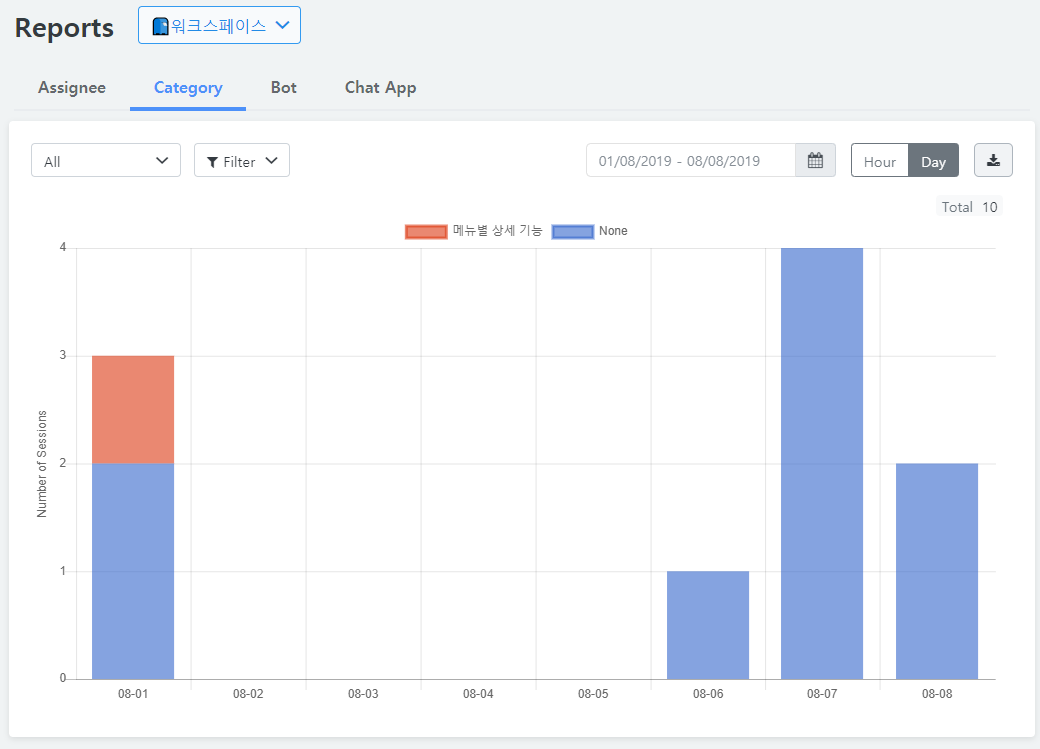 Reports 워크스페이스
Assignee Category Bot Chat App
All Filter 01/08/2019 - 08/08/2019 Hour Day
Total 10
메뉴별 상세 기능 None
4
3
2
1
0
Number of Sessions
08-01 08-02 08-03 08-04 08-05 08-06 08-07 08-08